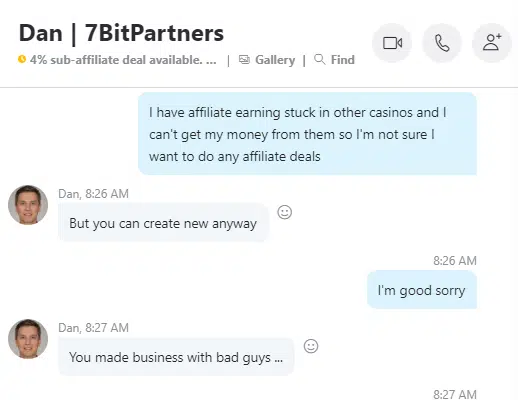 Dan | 7BitPartners
4% sub-affiliate deal available. ... | Gallery | Find
I have affiliate earning stuck in other casinos and I
can't get my money from them so I'm not sure I
want to do any affiliate deals
Dan, 8:26 AM
But you can create new anyway
8:26 AM
I'm good sorry
Dan, 8:27 AM
You made business with bad guys ...
8:27 AM